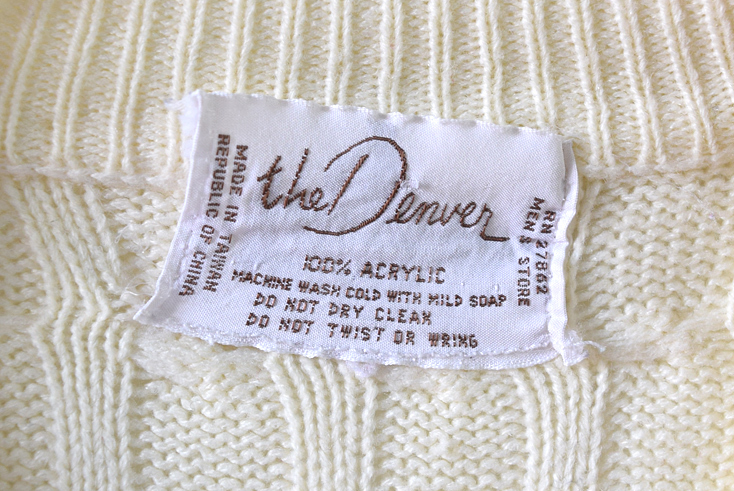 MADE IN TAIWAN
REPUBLIC OF CHINA
the Denver
100% ACRYLIC
MACHINE WASH COLD WITH MILD SOAP
DO NOT DRY CLEAN
DO NOT TWIST OR WRING
RN 27862
MEN'S STORE